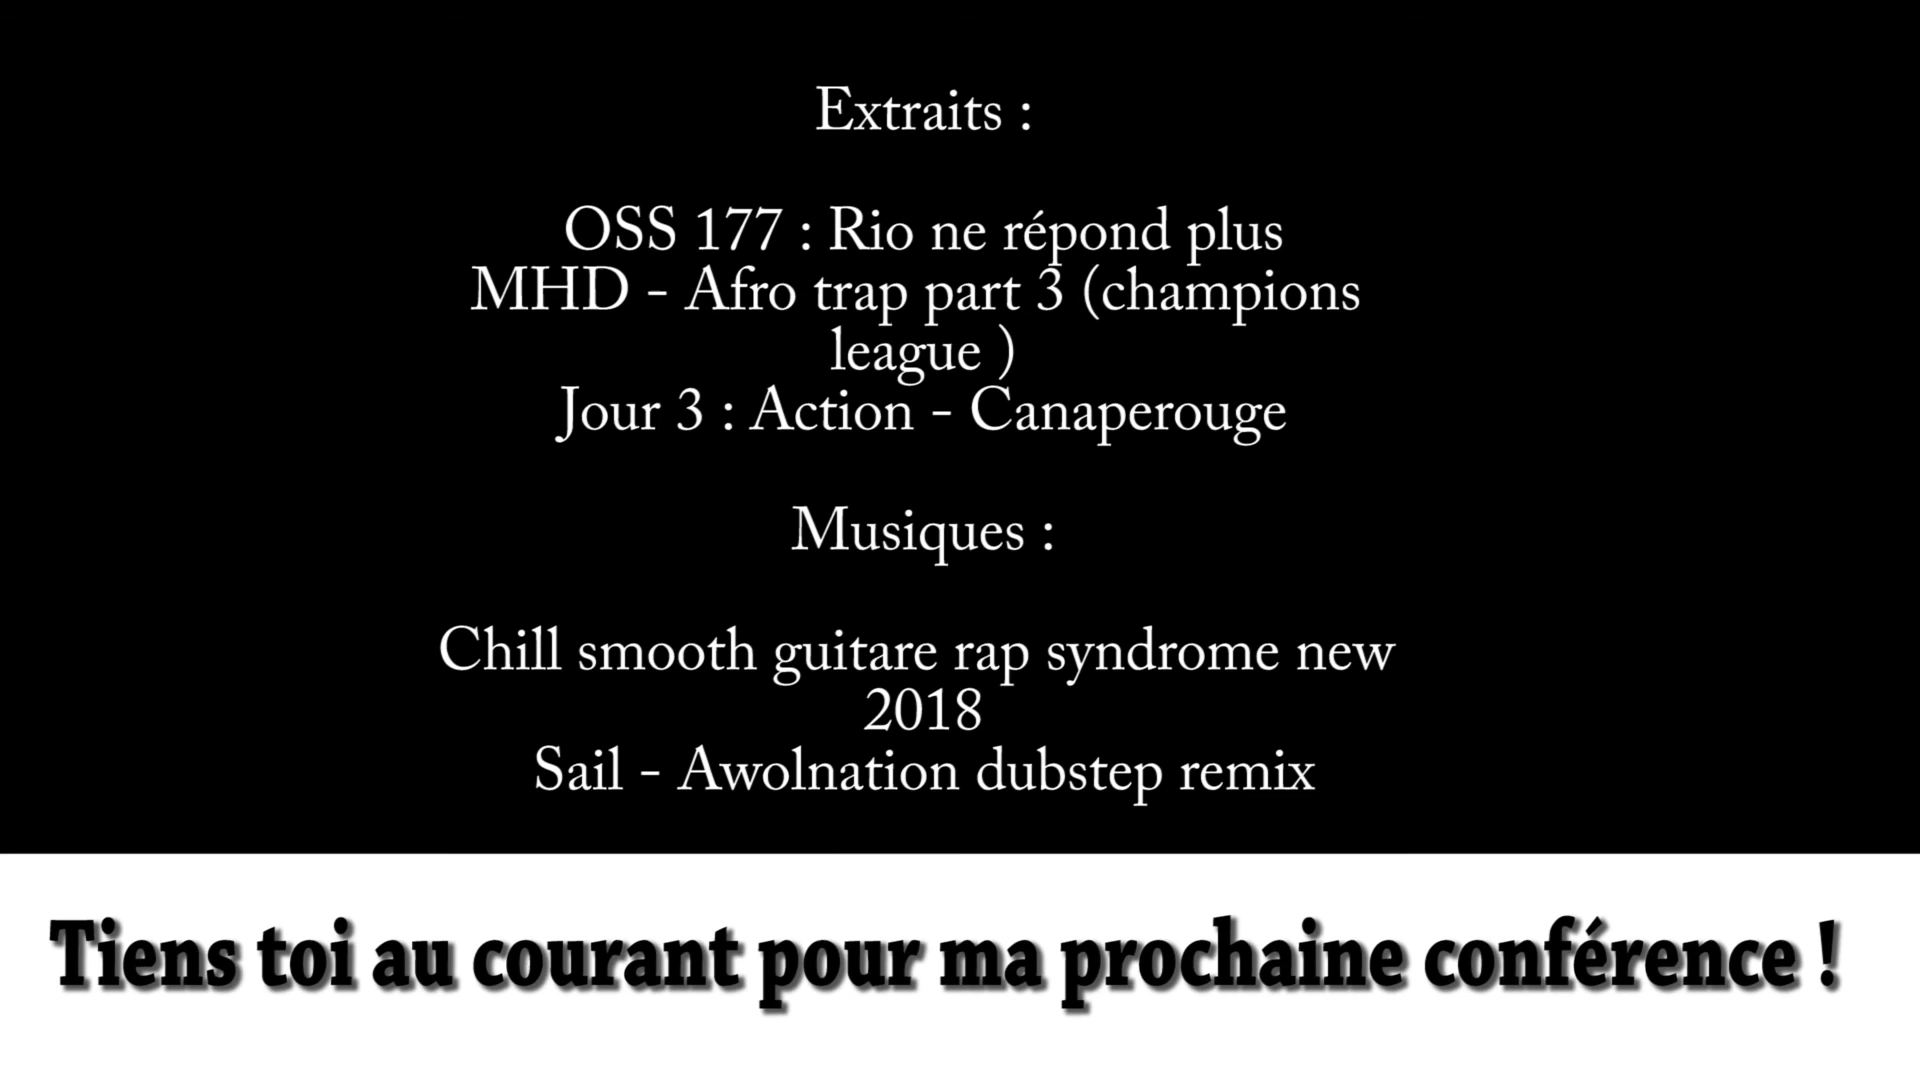 Extraits :
OSS 177 : Rio ne répond plus
MHD - Afro trap part 3 (champions
league )
Jour 3 : Action - Canaperouge
Musiques :
Chill smooth guitare rap syndrome new
2018
Sail - Awolnation dubstep remix
Tiens toi au courant pour ma prochaine conférence !